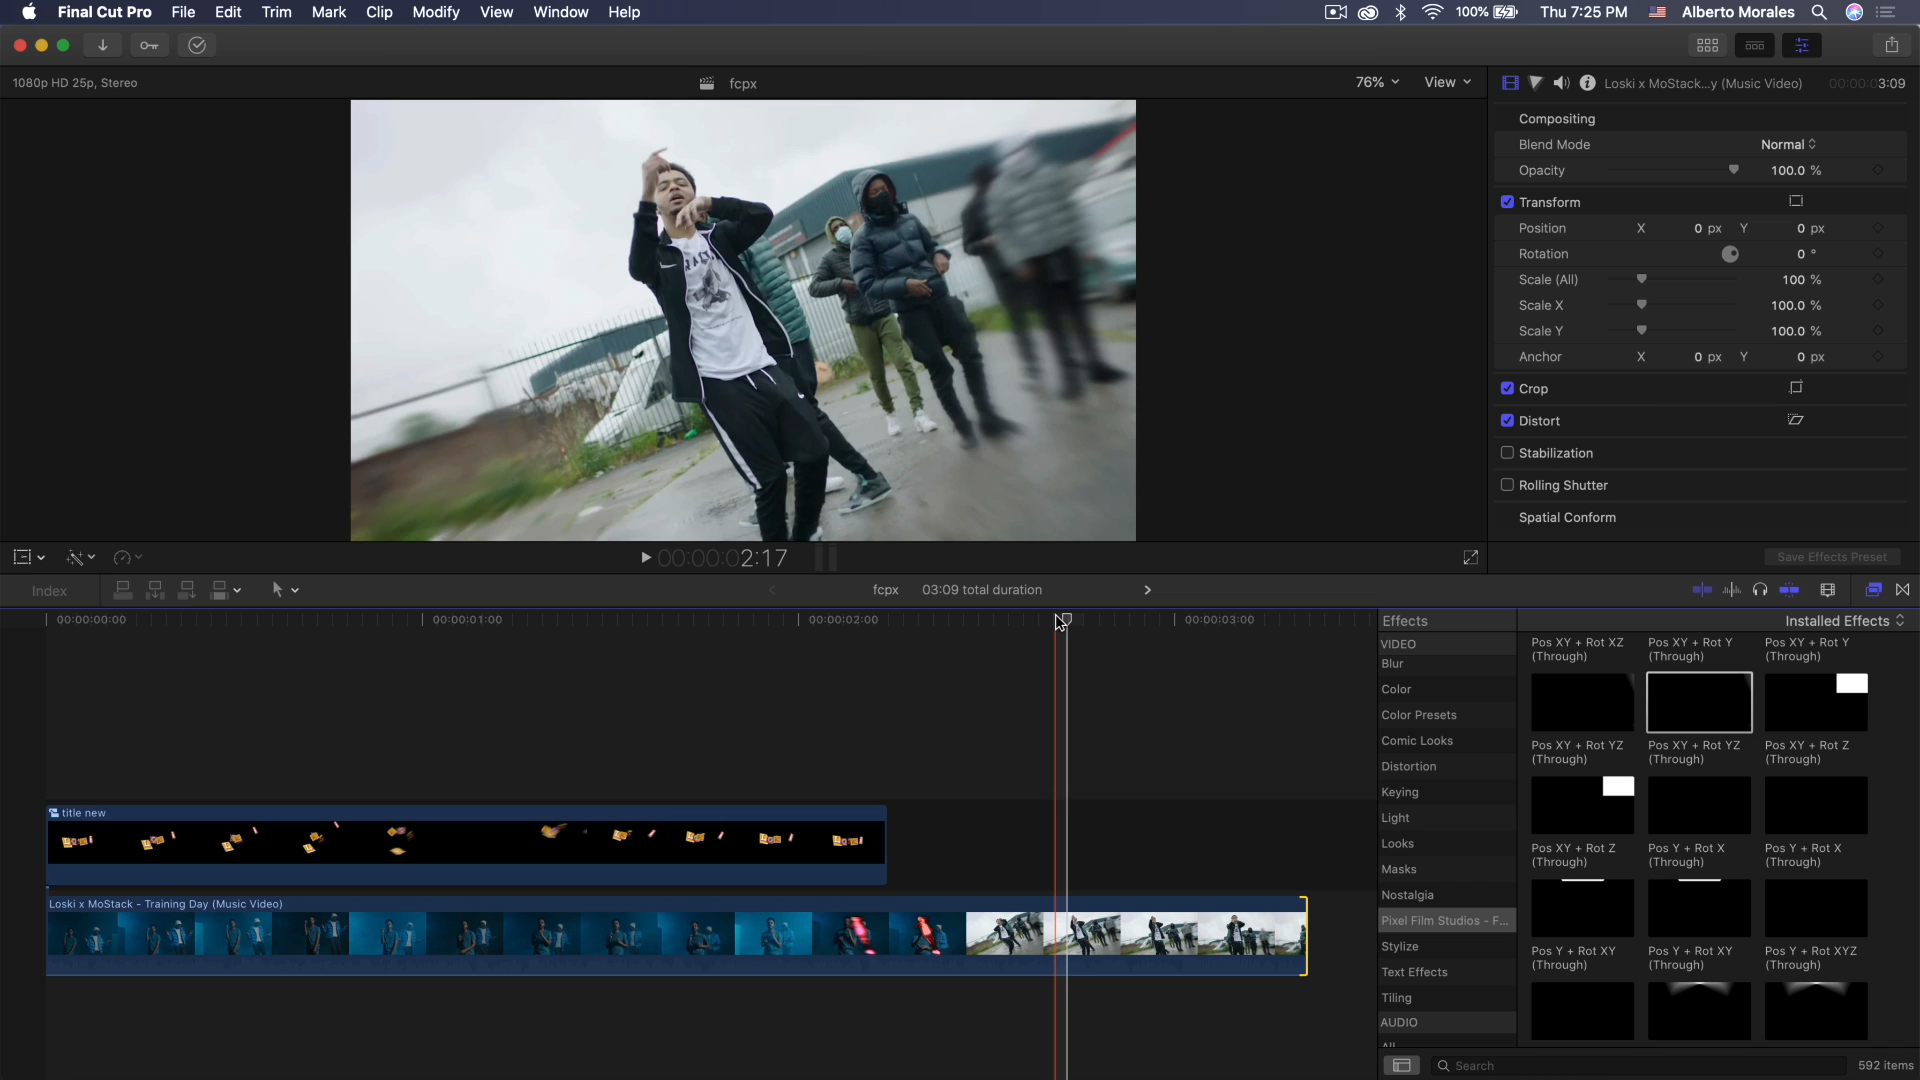 Final Cut Pro File Edit Trim Mark Clip Modify View Window Help 100% Thu 7:25 PM Alberto Morales
1080p HD 25p, Stereo fcpx 76% View Loski x MoStack...y (Music Video) 00:00:03:09
Compositing
Blend Mode Normal
Opacity 100.0 %
Transform
Position X 0 px Y 0 px
Rotation 0 °
Scale (All) 100 %
Scale X 100.0 %
Scale Y 100.0 %
Anchor X 0 px Y 0 px
Crop
Distort
Stabilization
Rolling Shutter
Spatial Conform
00:00:02:17 Save Effects Preset
Index fcpx 03:09 total duration
00:00:00:00 00:00:01:00 00:00:02:00 00:00:03:00
title new
Loski x MoStack - Training Day (Music Video)
Effects Installed Effects
VIDEO
Blur
Color
Color Presets
Comic Looks
Distortion
Keying
Light
Looks
Masks
Nostalgia
Pixel Film Studios - F...
Stylize
Text Effects
Tiling
AUDIO
All
Pos XY + Rot XZ Pos XY + Rot Y Pos XY + Rot Y
(Through) (Through) (Through)
Pos XY + Rot YZ Pos XY + Rot YZ Pos XY + Rot Z
(Through) (Through) (Through)
Pos XY + Rot Z Pos Y + Rot X Pos Y + Rot X
(Through) (Through) (Through)
Pos Y + Rot XY Pos Y + Rot XY Pos Y + Rot XYZ
(Through) (Through) (Through)
Search 592 items